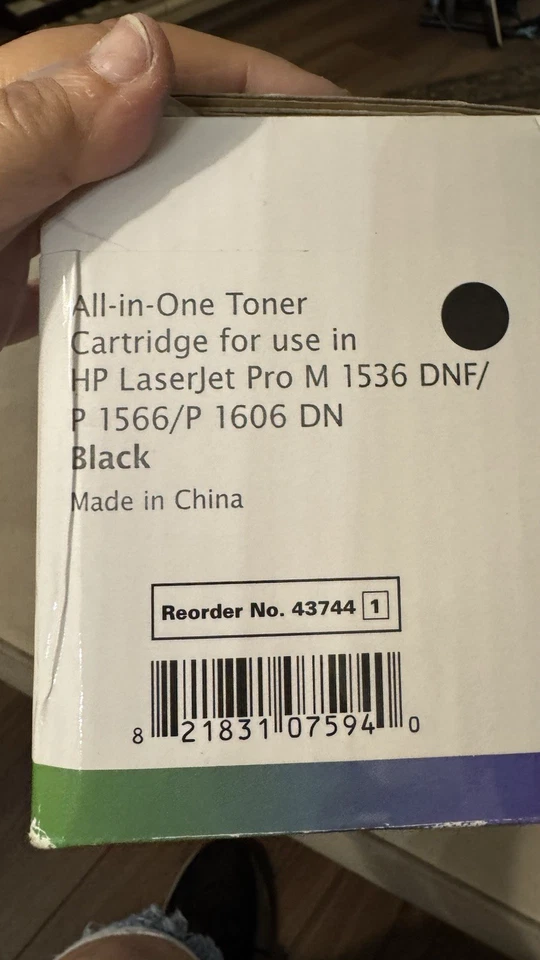 All-in-One Toner
Cartridge for use in
HP LaserJet Pro M 1536 DNF/
P 1566/P 1606 DN
Black
Made in China
Reorder No. 43744 1
8 21831 07594 0